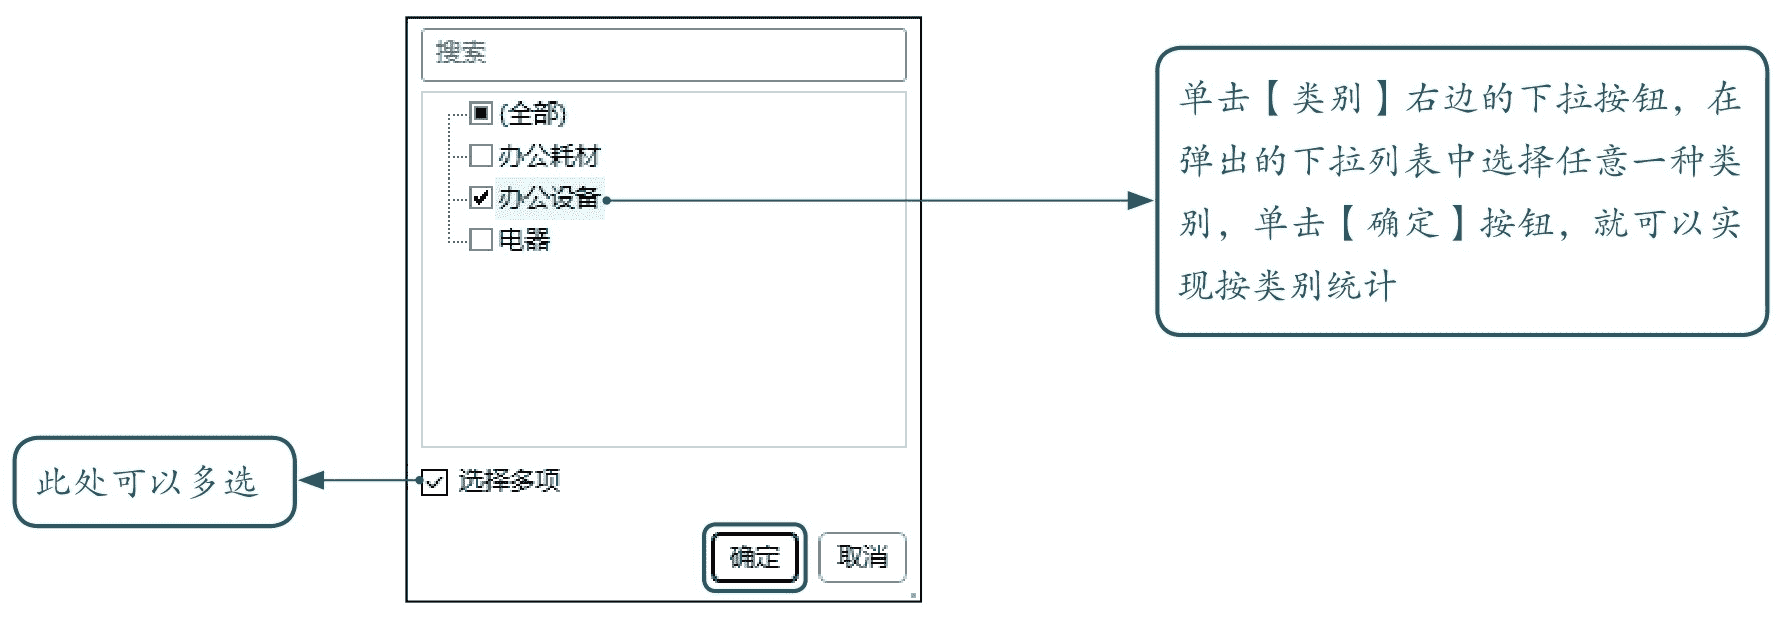 搜索
(全部)
办公耗材
办公设备
电器
选择多项
确定
取消
单击【类别】右边的下拉按钮，在
弹出的下拉列表中选择任意一种类
别，单击【确定】按钮，就可以实
现按类别统计
此处可以多选